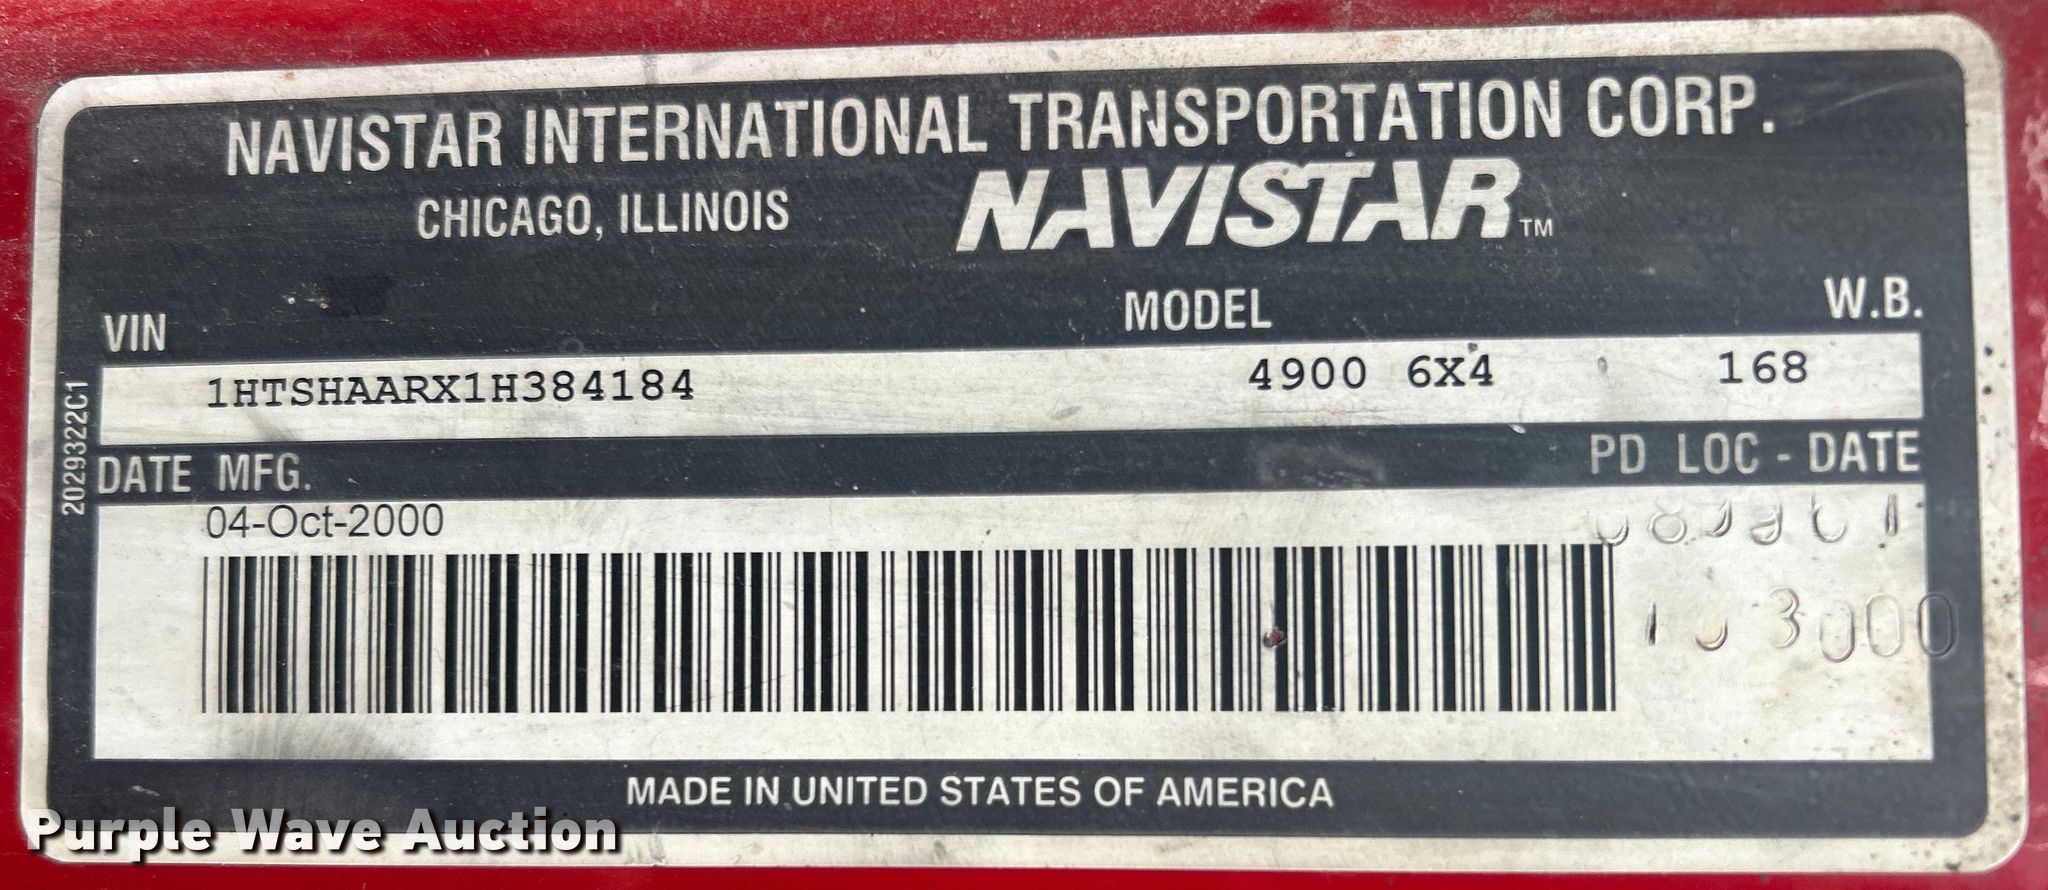 NAVISTAR INTERNATIONAL TRANSPORTATION CORP.
CHICAGO, ILLINOIS NAVISTAR™
VIN MODEL W.B.
1HTSHAARX1H384184 4900 6X4 168
2029322C1
DATE MFG. PD LOC - DATE
04-Oct-2000
103000
MADE IN UNITED STATES OF AMERICA
Purple Wave Auction